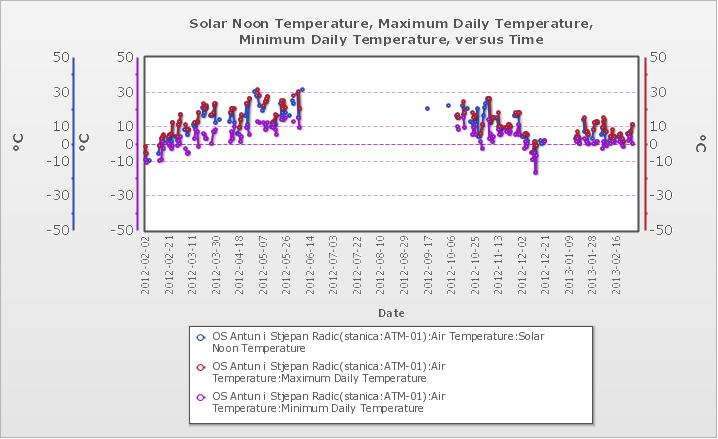 Solar Noon Temperature, Maximum Daily Temperature,
Minimum Daily Temperature, versus Time
50 50 50
30 30 30
10 10 10
0 0 0
-10 -10 -10
-30 -30 -30
-50 -50 -50
°C °C °C
2012-02-02 2012-02-21 2012-03-11 2012-03-30 2012-04-18 2012-05-07 2012-05-26 2012-06-14 2012-07-03 2012-07-22 2012-08-10 2012-08-29 2012-09-17 2012-10-06 2012-10-25 2012-11-13 2012-12-02 2012-12-21 2013-01-09 2013-01-28 2013-02-16
Date
OS Antun i Stjepan Radic(stanica:ATM-01):Air Temperature:Solar
Noon Temperature
OS Antun i Stjepan Radic(stanica:ATM-01):Air
Temperature:Maximum Daily Temperature
OS Antun i Stjepan Radic(stanica:ATM-01):Air
Temperature:Minimum Daily Temperature